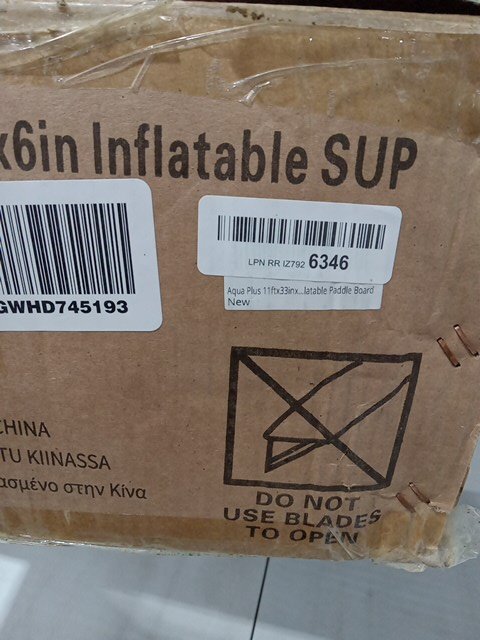 x6in Inflatable SUP
GWHD745193
LPN RR IZ792 6346
Aqua Plus 11ftx33inx...latable Paddle Board
New
CHINA
TU KIINASSA
ασμένο στην Κίνα
DO NOT
USE BLADES
TO OPEN